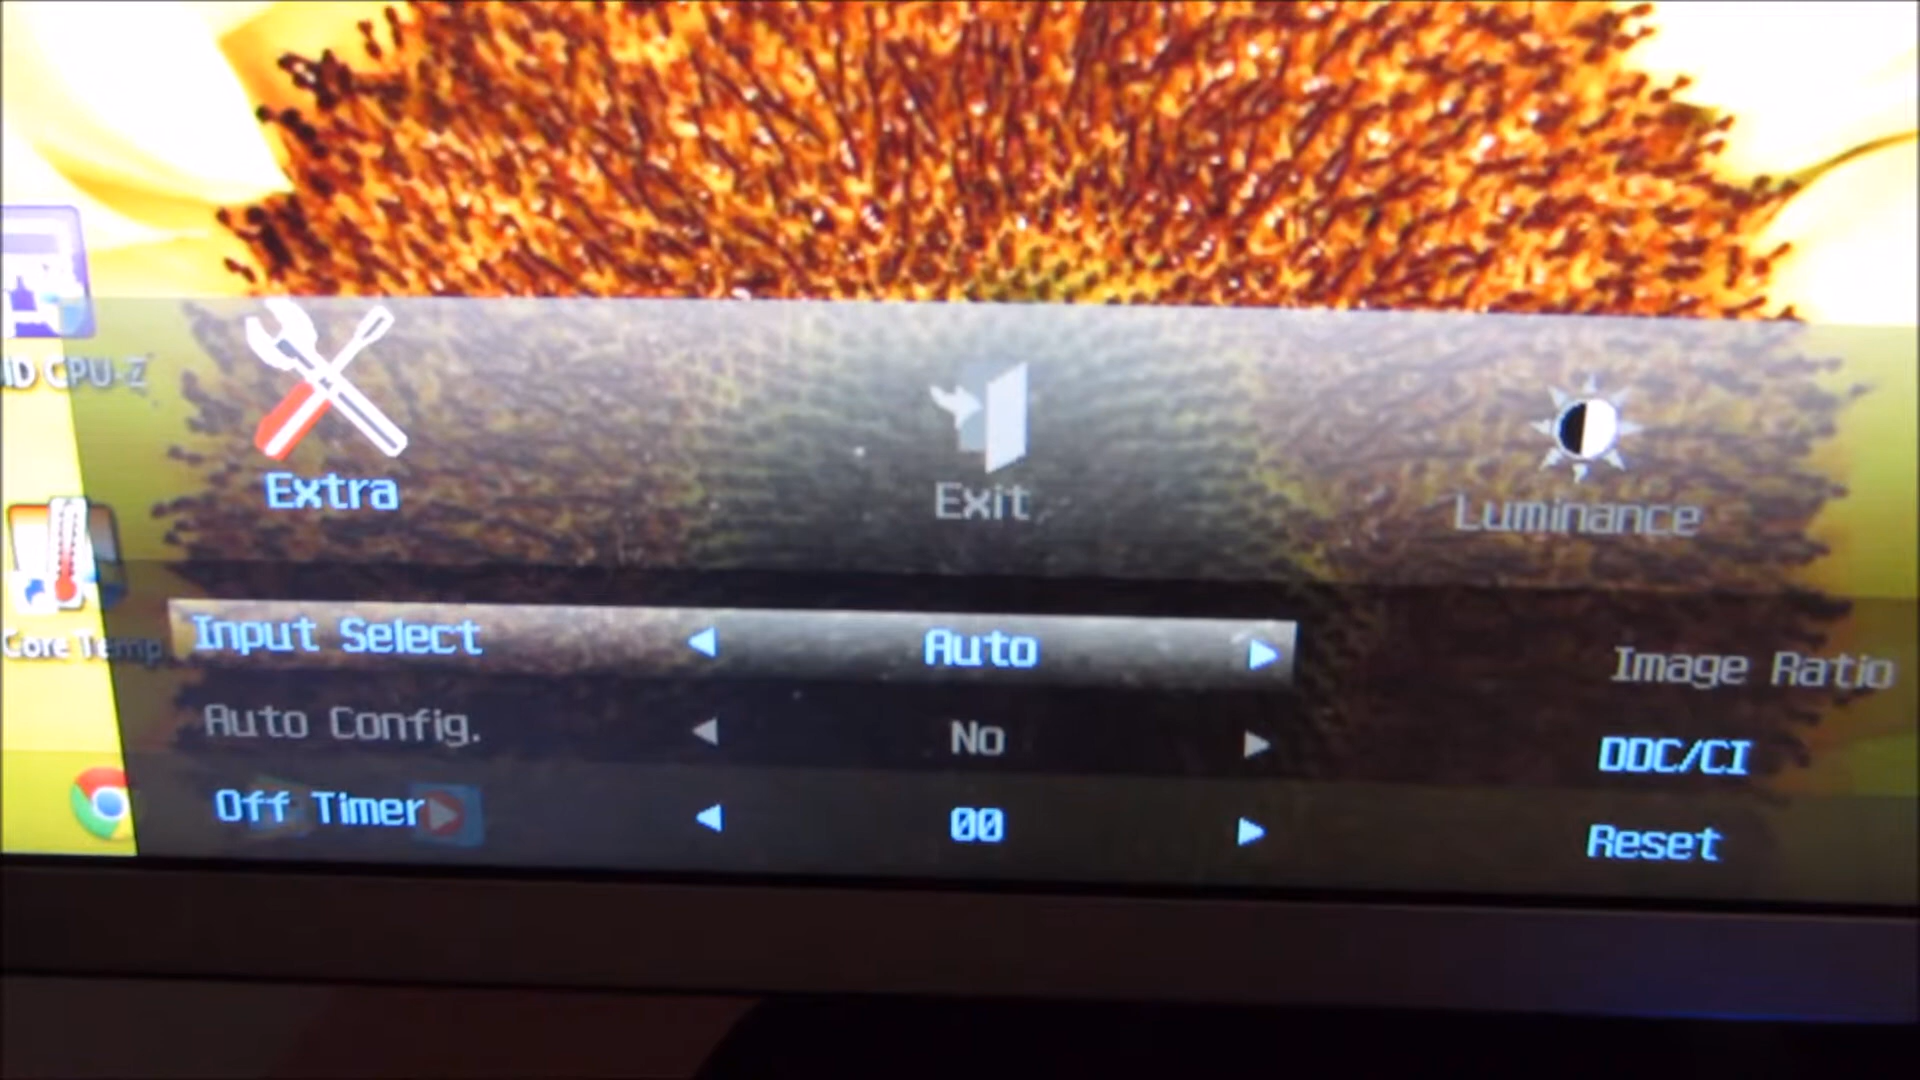 ID CPU-Z
Extra
Exit
Luminance
Core Temp
Input Select Auto Image Ratio
Auto Config. No DDC/CI
Off Timer 00 Reset